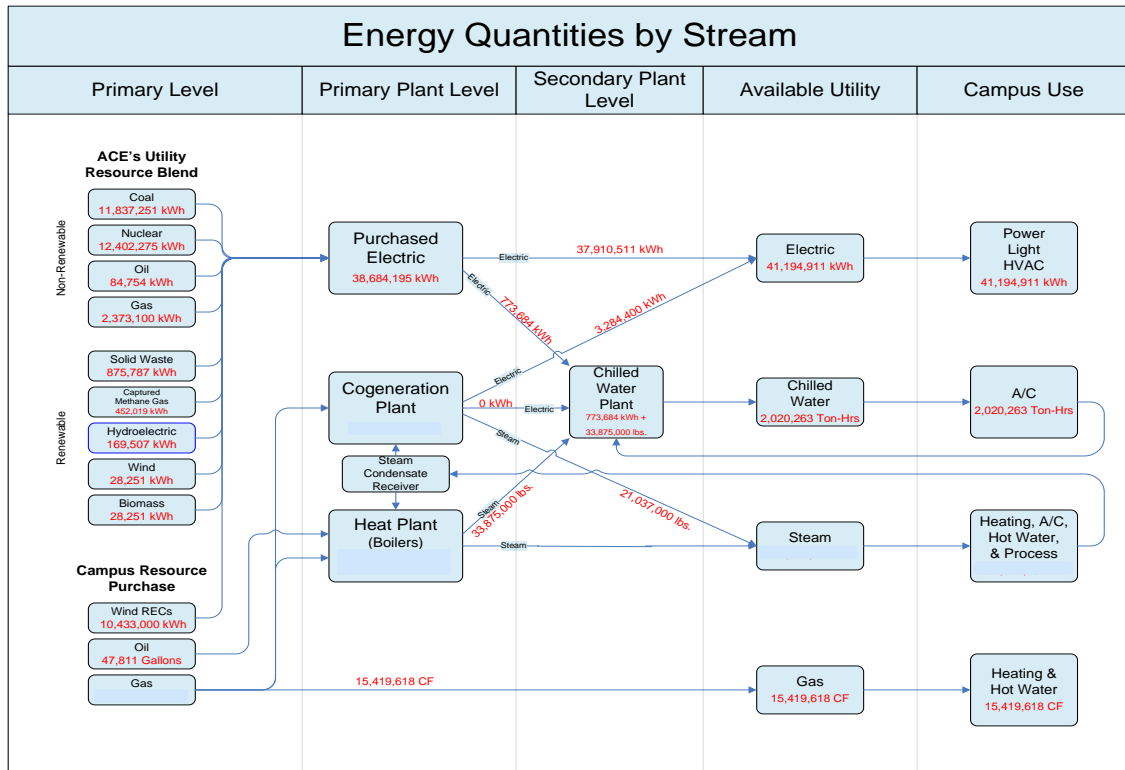 Energy Quantities by Stream
Primary Level
Primary Plant Level
Secondary Plant
Level
Available Utility
Campus Use
ACE's Utility
Resource Blend
Non-Renewable
Coal
11,837,251 kWh
Nuclear
12,402,275 kWh
Oil
84,754 kWh
Gas
2,373,100 kWh
Renewable
Solid Waste
875,787 kWh
Captured
Methane Gas
452,019 kWh
Hydroelectric
169,507 kWh
Wind
28,251 kWh
Biomass
28,251 kWh
Campus Resource
Purchase
Wind RECs
10,433,000 kWh
Oil
47,811 Gallons
Gas
Purchased
Electric
38,684,195 kWh
Cogeneration
Plant
Steam
Condensate
Receiver
Heat Plant
(Boilers)
Electric
37,910,511 kWh
Electric
773,684 kWh
Electric
3,284,400 kWh
0 kWh
Electric
Steam
21,037,000 lbs.
Steam
33,875,000 lbs.
Steam
15,419,618 CF
Chilled
Water
Plant
773,684 kWh +
33,875,000 lbs.
Electric
41,194,911 kWh
Chilled
Water
2,020,263 Ton-Hrs
Steam
Gas
15,419,618 CF
Power
Light
HVAC
41,194,911 kWh
A/C
2,020,263 Ton-Hrs
Heating, A/C,
Hot Water,
& Process
Heating &
Hot Water
15,419,618 CF